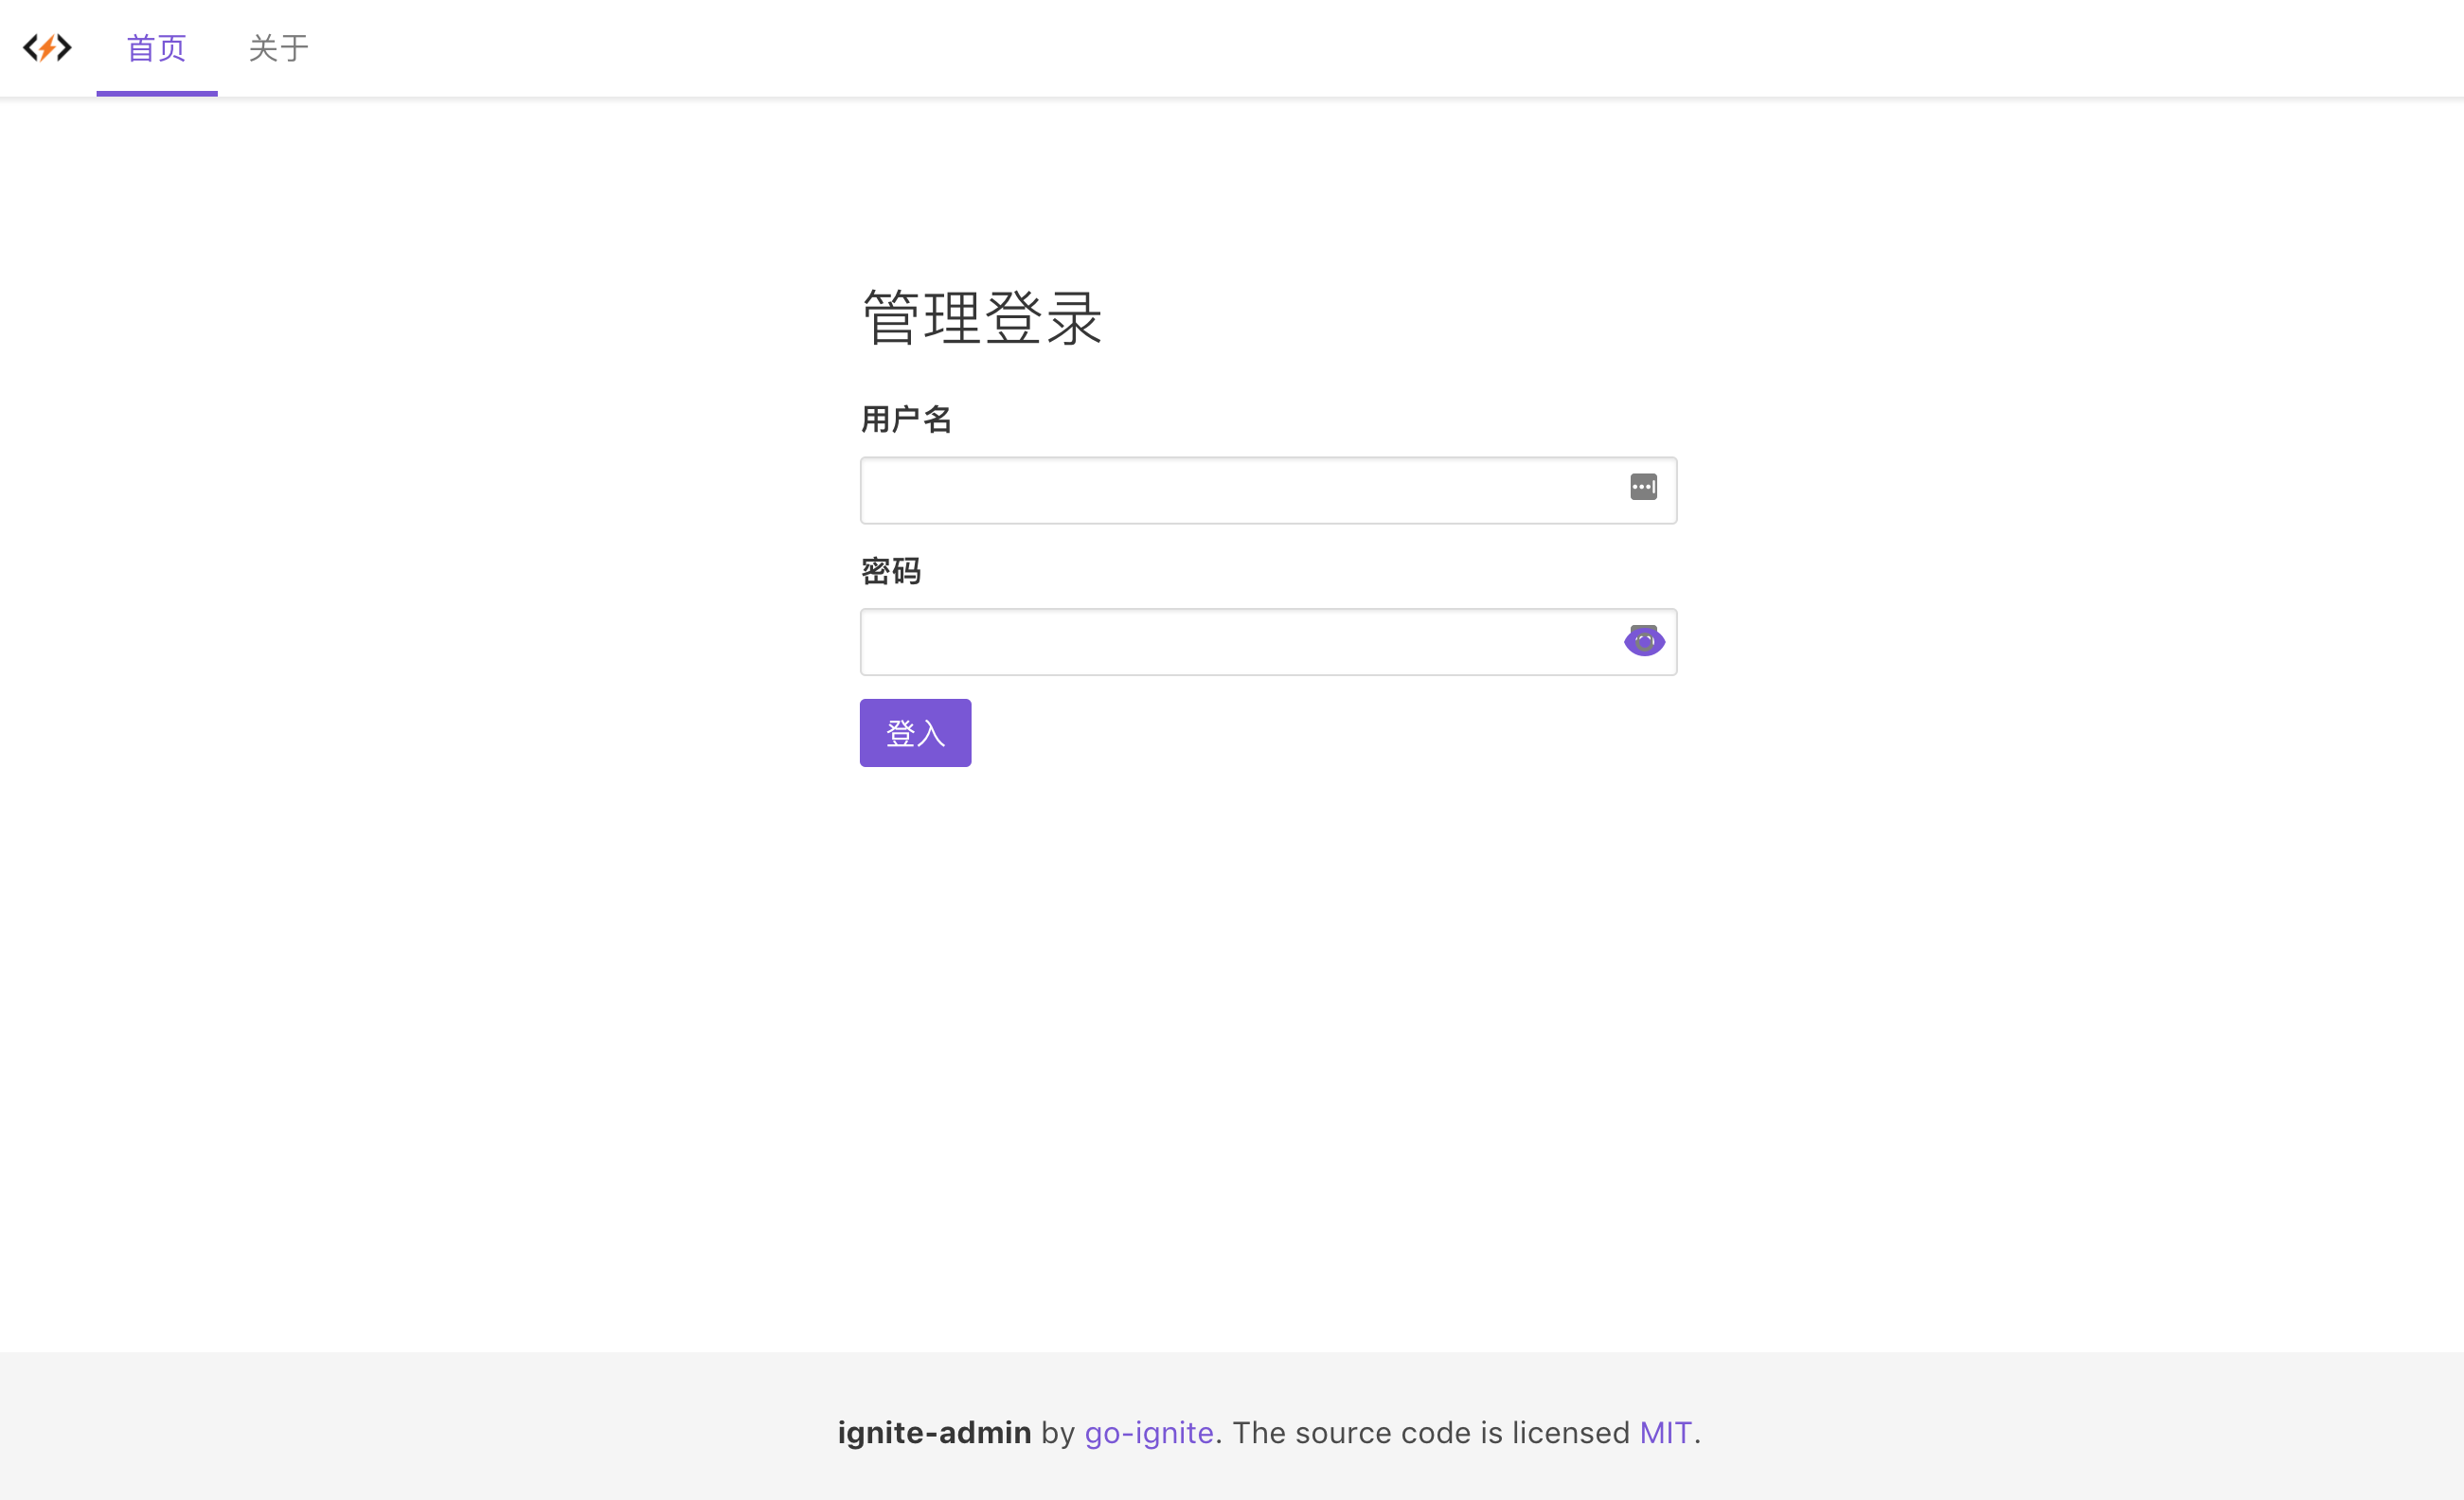 首页 关于
管理登录
用户名
密码
登入
ignite-admin by go-ignite. The source code is licensed MIT.